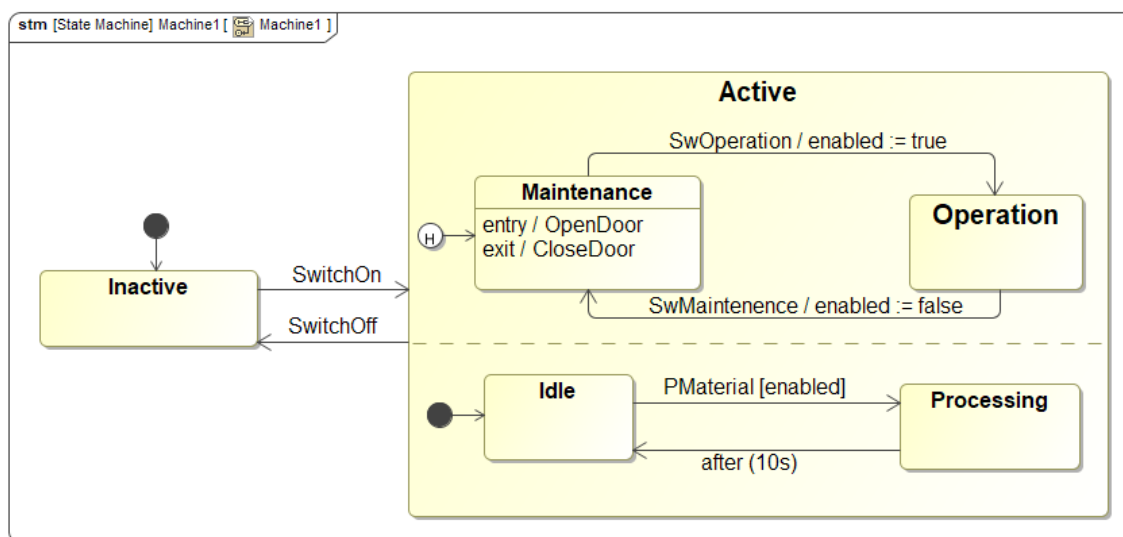 stm [State Machine] Machine1 [ Machine1 ]
Active
SwOperation / enabled := true
Maintenance
entry / OpenDoor
exit / CloseDoor
Operation
H
SwitchOn
Inactive
SwMaintenence / enabled := false
SwitchOff
Idle
PMaterial [enabled]
Processing
after (10s)